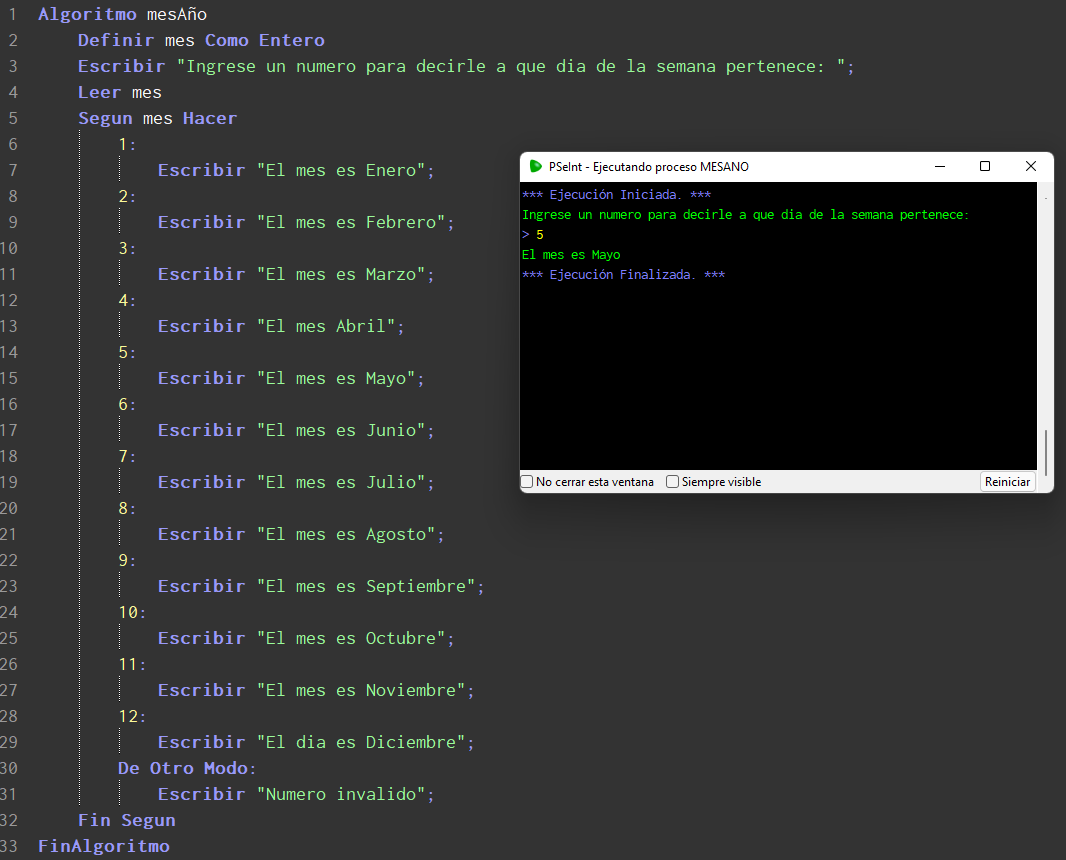 1 Algoritmo mesAño
2 Definir mes Como Entero
3 Escribir "Ingrese un numero para decirle a que dia de la semana pertenece: ";
4 Leer mes
5 Segun mes Hacer
6 1:
7 Escribir "El mes es Enero";
8 2:
9 Escribir "El mes es Febrero";
10 3:
11 Escribir "El mes es Marzo";
12 4:
13 Escribir "El mes Abril";
14 5:
15 Escribir "El mes es Mayo";
16 6:
17 Escribir "El mes es Junio";
18 7:
19 Escribir "El mes es Julio";
20 8:
21 Escribir "El mes es Agosto";
22 9:
23 Escribir "El mes es Septiembre";
24 10:
25 Escribir "El mes es Octubre";
26 11:
27 Escribir "El mes es Noviembre";
28 12:
29 Escribir "El dia es Diciembre";
30 De Otro Modo:
31 Escribir "Numero invalido";
32 Fin Segun
33 FinAlgoritmo
PSeInt - Ejecutando proceso MESANO
*** Ejecución Iniciada. ***
Ingrese un numero para decirle a que dia de la semana pertenece:
> 5
El mes es Mayo
*** Ejecución Finalizada. ***
No cerrar esta ventana Siempre visible Reiniciar